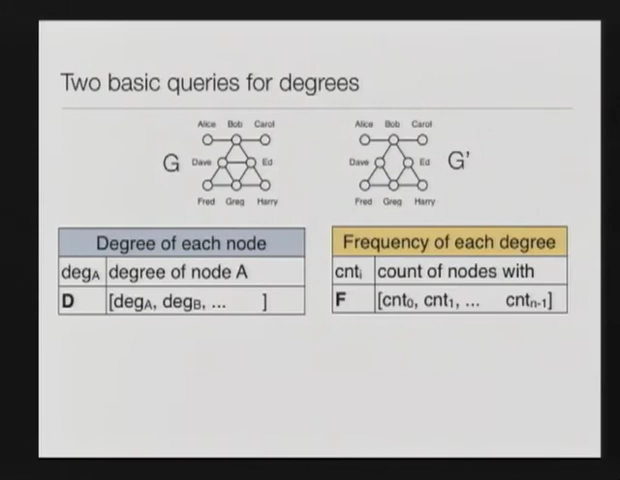 Two basic queries for degrees
Alice Bob Carol
Alice Bob Carol
G Dave Ed
Dave Ed G'
Fred Greg Harry
Fred Greg Harry
Degree of each node
degA degree of node A
D [degA, degB, ... ]
Frequency of each degree
cnti count of nodes with
F [cnt0, cnt1, ... cntn-1]